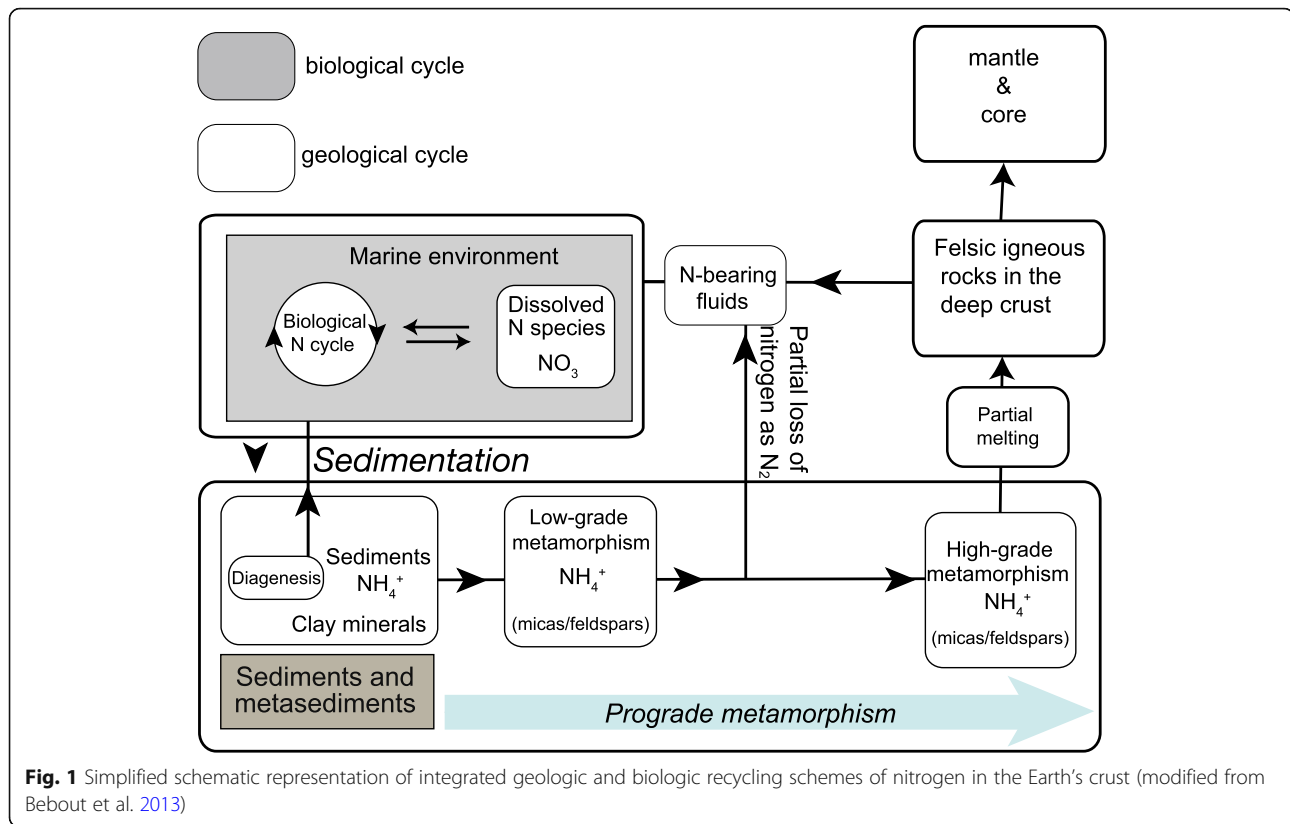 biological cycle
geological cycle
mantle
&
core
Marine environment
Biological
N cycle
Dissolved
N species
NO₃
N-bearing
fluids
Felsic igneous
rocks in the
deep crust
Partial loss of
nitrogen as N₂
Partial
melting
Sedimentation
Diagenesis
Sediments
NH₄⁺
Clay minerals
Low-grade
metamorphism
NH₄⁺
(micas/feldspars)
High-grade
metamorphism
NH₄⁺
(micas/feldspars)
Sediments and
metasediments
Prograde metamorphism
Fig. 1 Simplified schematic representation of integrated geologic and biologic recycling schemes of nitrogen in the Earth's crust (modified from
Bebout et al. 2013)